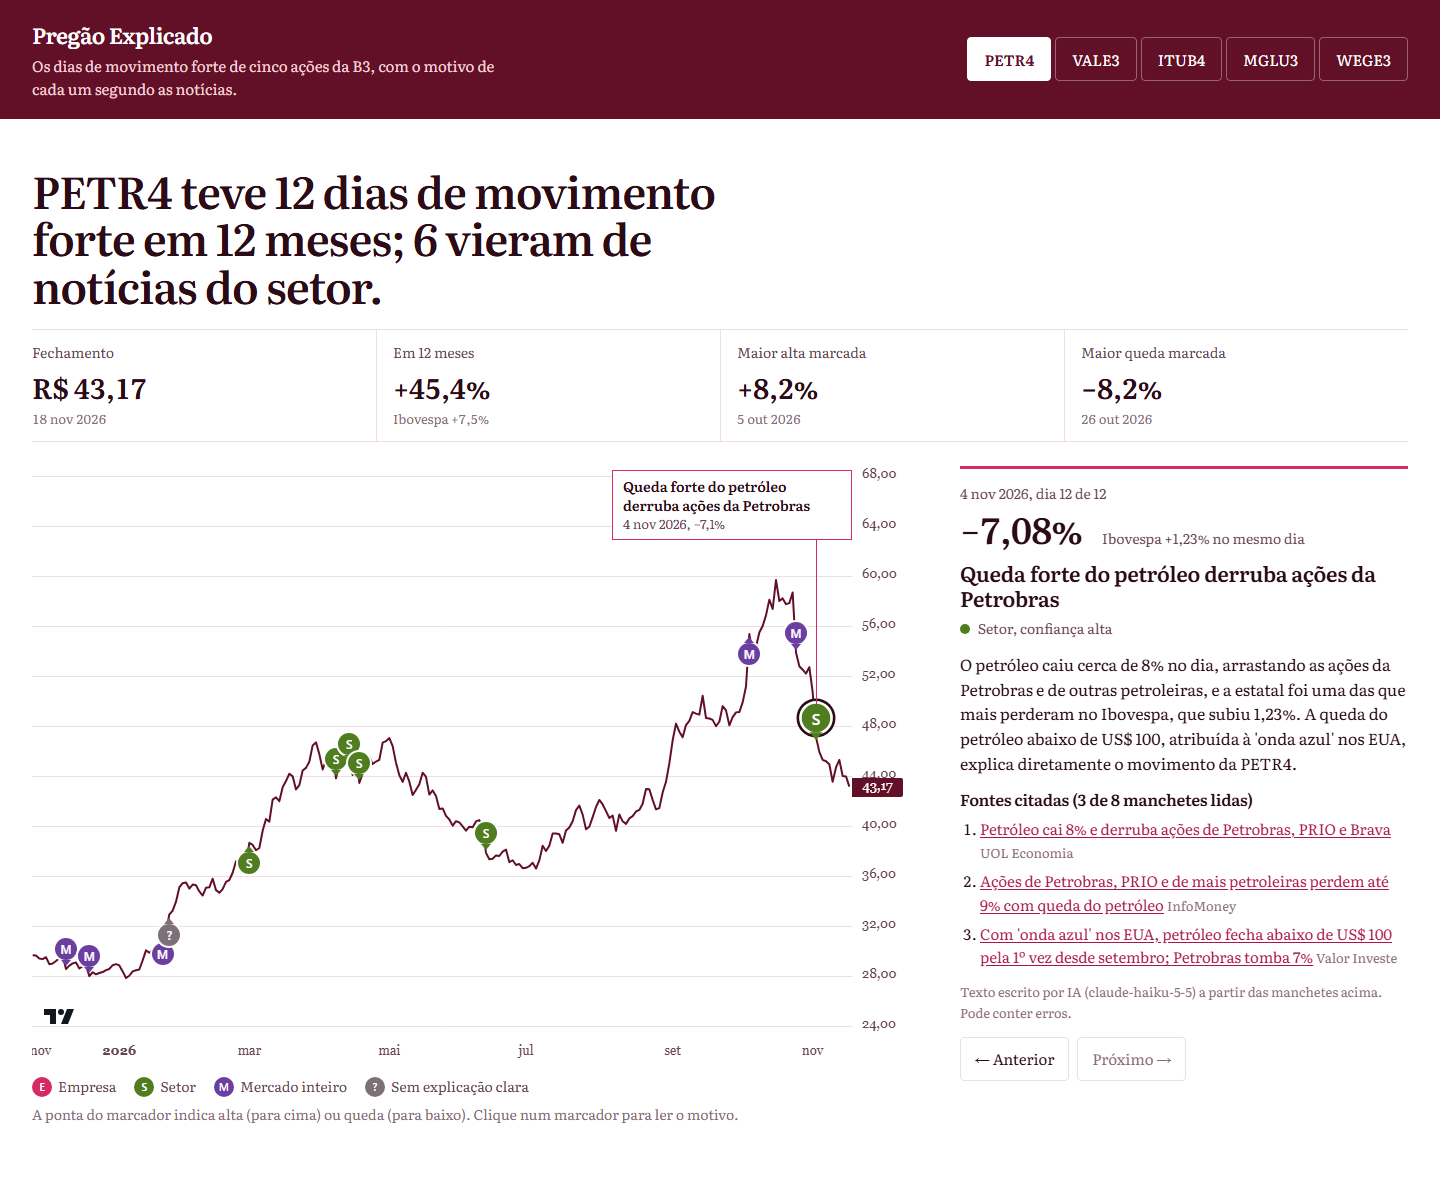 Pregão Explicado
Os dias de movimento forte de cinco ações da B3, com o motivo de
cada um segundo as notícias.
PETR4
VALE3
ITUB4
MGLU3
WEGE3
PETR4 teve 12 dias de movimento
forte em 12 meses; 6 vieram de
notícias do setor.
Fechamento
R$ 43,17
18 nov 2026
Em 12 meses
+45,4%
Ibovespa +7,5%
Maior alta marcada
+8,2%
5 out 2026
Maior queda marcada
−8,2%
26 out 2026
Queda forte do petróleo
derruba ações da Petrobras
4 nov 2026, −7,1%
68,00
64,00
60,00
56,00
52,00
48,00
44,00
43,17
40,00
36,00
32,00
28,00
24,00
M
M
M
?
S
S
S
S
S
M
M
S
nov
2026
mar
mai
jul
set
nov
E Empresa
S Setor
M Mercado inteiro
? Sem explicação clara
A ponta do marcador indica alta (para cima) ou queda (para baixo). Clique num marcador para ler o motivo.
4 nov 2026, dia 12 de 12
−7,08%
Ibovespa +1,23% no mesmo dia
Queda forte do petróleo derruba ações da
Petrobras
Setor, confiança alta
O petróleo caiu cerca de 8% no dia, arrastando as ações da
Petrobras e de outras petroleiras, e a estatal foi uma das que
mais perderam no Ibovespa, que subiu 1,23%. A queda do
petróleo abaixo de US$ 100, atribuída à 'onda azul' nos EUA,
explica diretamente o movimento da PETR4.
Fontes citadas (3 de 8 manchetes lidas)
1. Petróleo cai 8% e derruba ações de Petrobras, PRIO e Brava
UOL Economia
2. Ações de Petrobras, PRIO e de mais petroleiras perdem até
9% com queda do petróleo InfoMoney
3. Com 'onda azul' nos EUA, petróleo fecha abaixo de US$ 100
pela 1º vez desde setembro; Petrobras tomba 7% Valor Investe
Texto escrito por IA (claude-haiku-5-5) a partir das manchetes acima.
Pode conter erros.
← Anterior
Próximo →